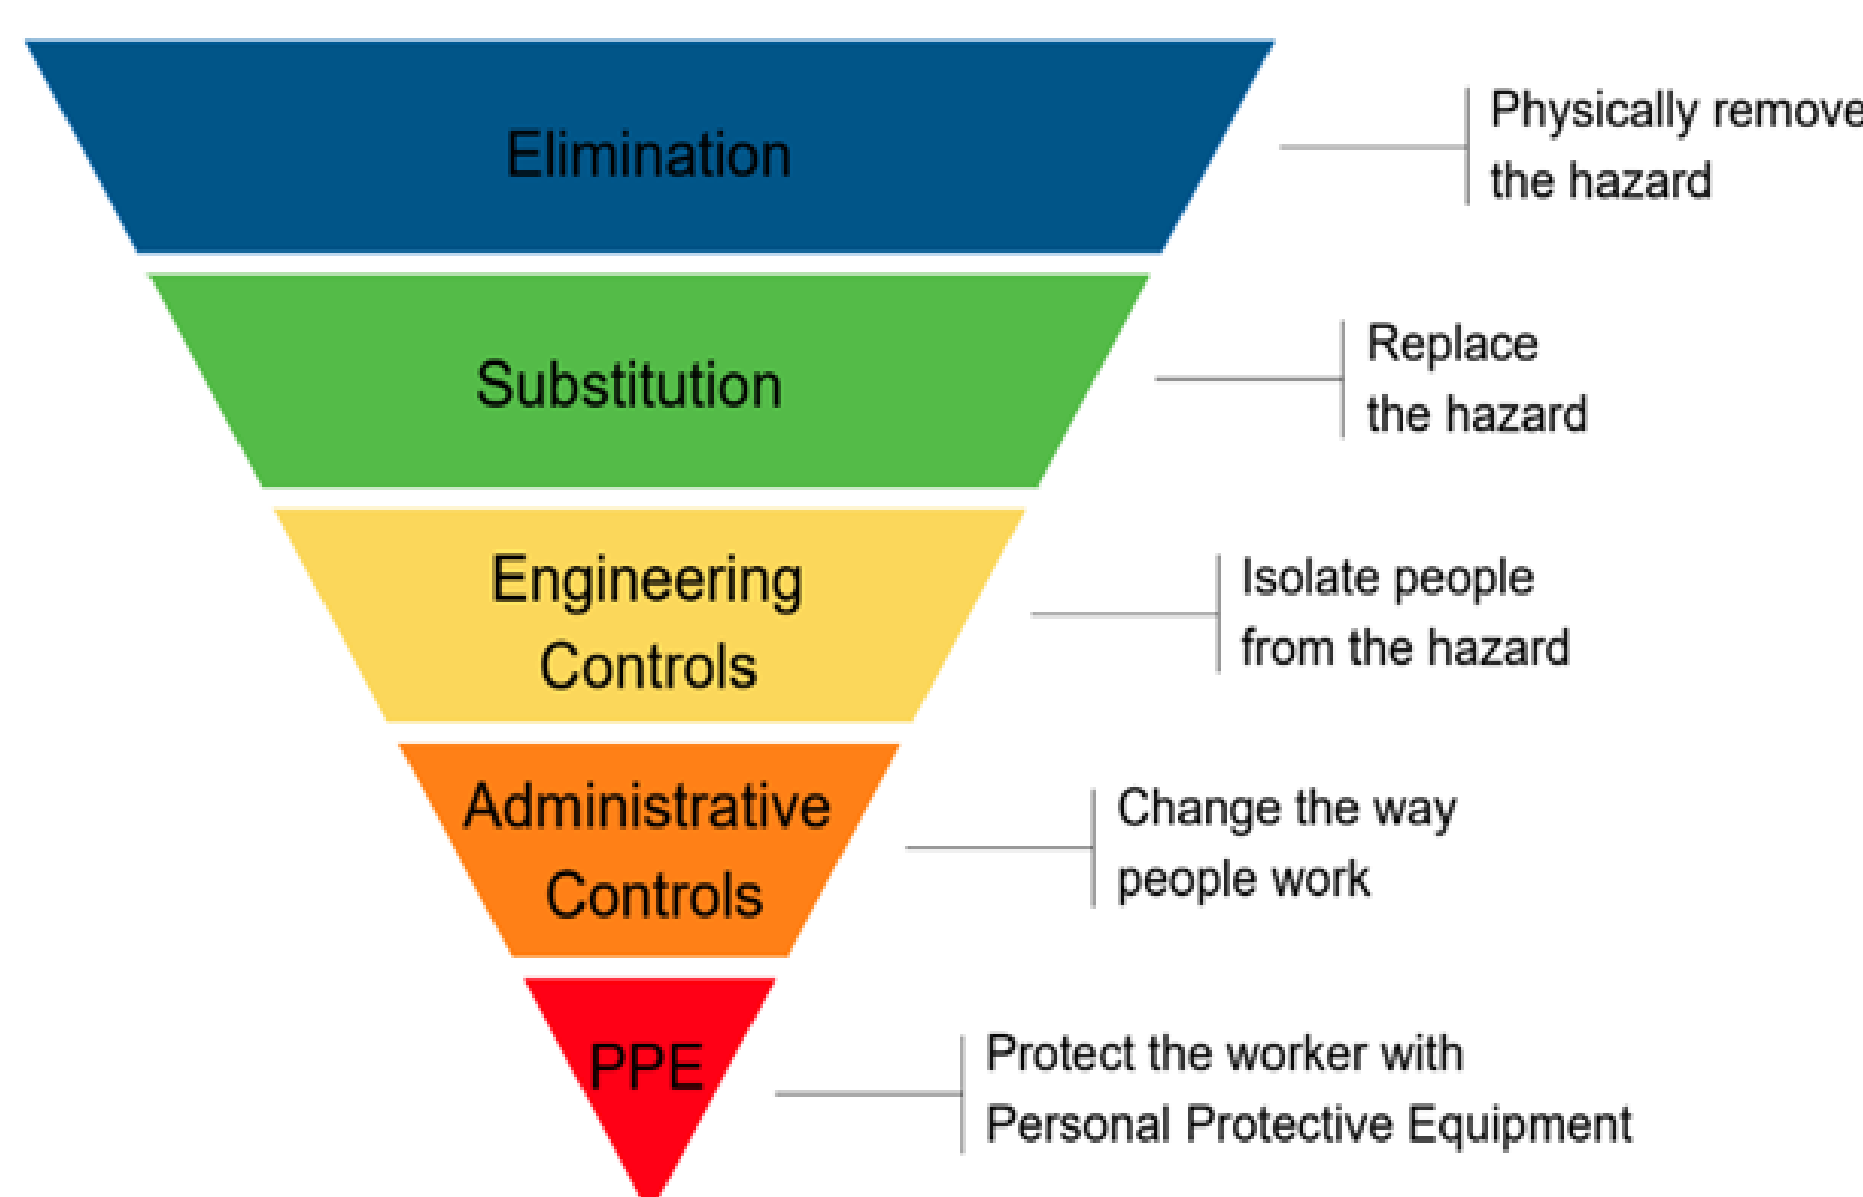 Elimination
Physically remove
the hazard
Substitution
Replace
the hazard
Engineering
Controls
Isolate people
from the hazard
Administrative
Controls
Change the way
people work
PPE
Protect the worker with
Personal Protective Equipment